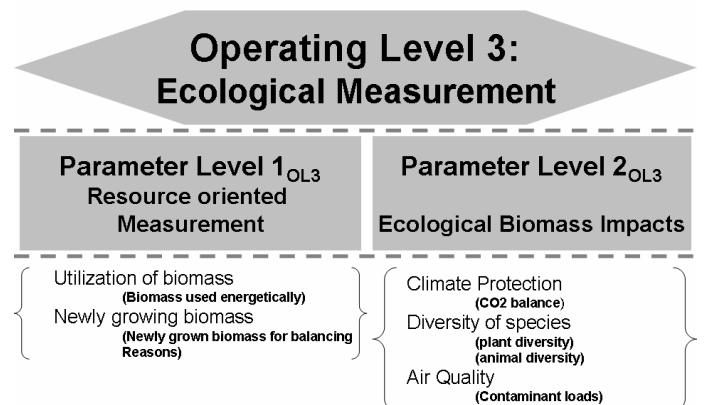 Operating Level 3:
Ecological Measurement
Parameter Level 1OL3
Resource oriented
Measurement
Parameter Level 2OL3
Ecological Biomass Impacts
Utilization of biomass
(Biomass used energetically)
Newly growing biomass
(Newly grown biomass for balancing
Reasons)
Climate Protection
(CO2 balance)
Diversity of species
(plant diversity)
(animal diversity)
Air Quality
(Contaminant loads)